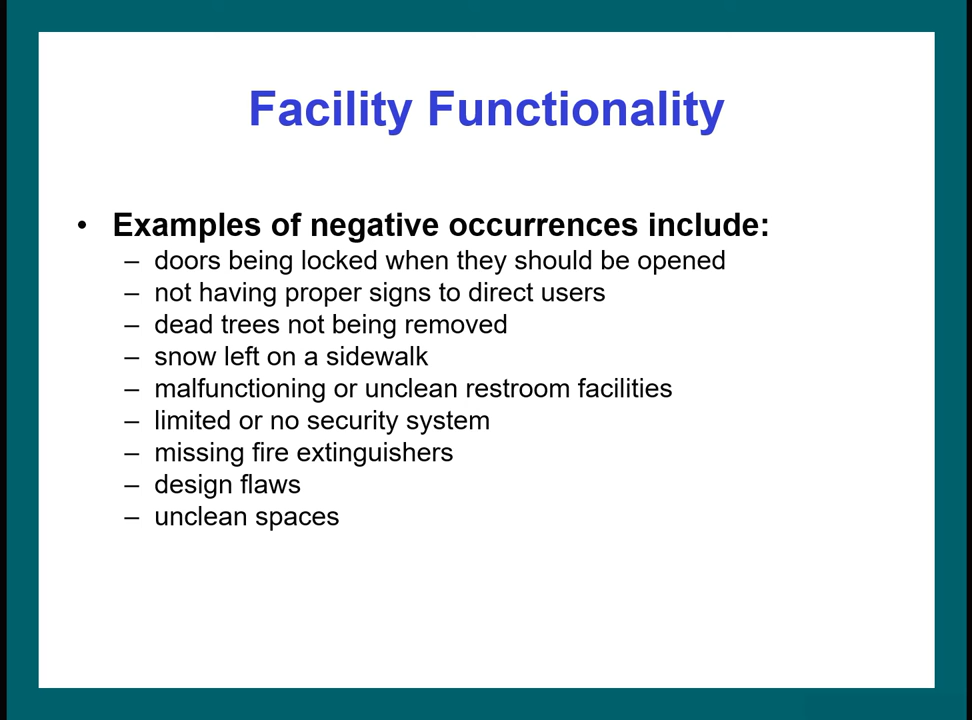 Facility Functionality
• Examples of negative occurrences include:
– doors being locked when they should be opened
– not having proper signs to direct users
– dead trees not being removed
– snow left on a sidewalk
– malfunctioning or unclean restroom facilities
– limited or no security system
– missing fire extinguishers
– design flaws
– unclean spaces